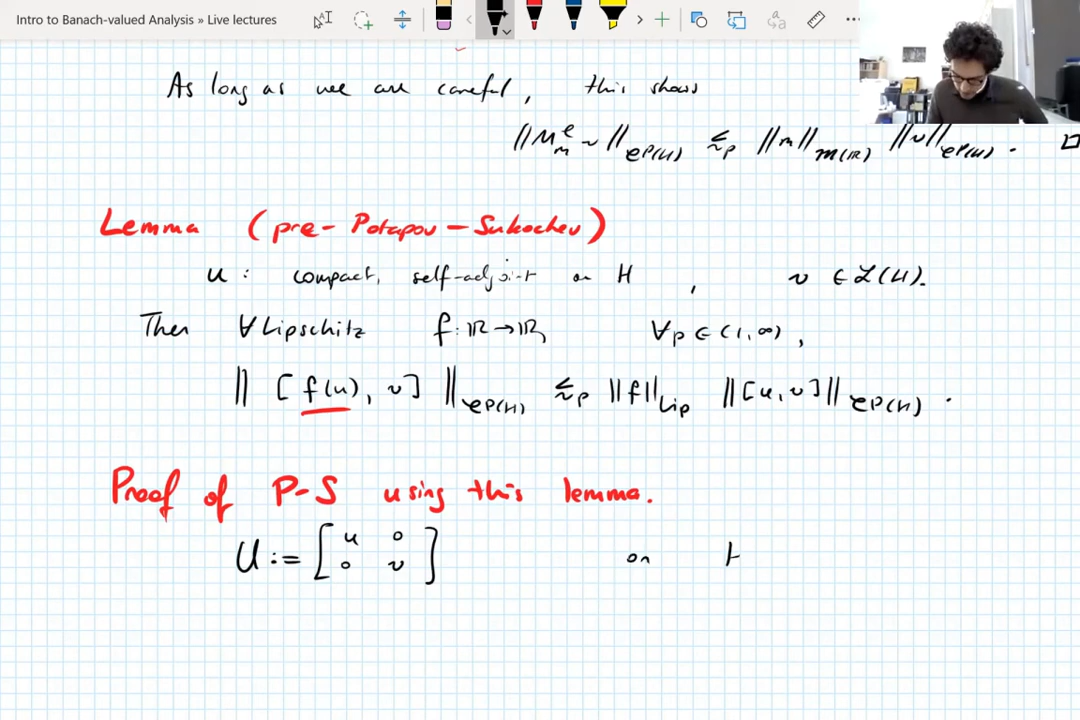 Intro to Banach-valued Analysis » Live lectures
As long as we are careful, this shows
‖M_m^e v‖_{C^p(H)} ≲_p ‖m‖_{m(ℝ)} ‖v‖_{C^p(H)} . □
Lemma (pre-Potapov-Sukochev)
u : compact, self-adjoint on H , v ∈ ℒ(H).
Then ∀ Lipschitz f: ℝ → ℝ, ∀p ∈ (1, ∞),
‖ [f(u), v] ‖_{C^p(H)} ≲_p ‖f‖_{Lip} ‖[u, v]‖_{C^p(H)} .
Proof of P-S using this lemma.
U := [ u 0 ; 0 v ] on H